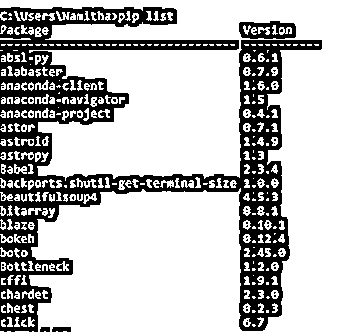 C:\Users\Namitha>pip list
Package Version
absl-py 0.6.1
alabaster 0.7.9
anaconda-client 1.6.0
anaconda-navigator 1.5
anaconda-project 0.4.1
astor 0.7.1
astroid 1.4.9
astropy 1.3
Babel 2.3.4
backports.shutil-get-terminal-size 1.0.0
beautifulsoup4 4.5.3
bitarray 0.8.1
blaze 0.10.1
bokeh 0.12.4
boto 2.45.0
Bottleneck 1.2.0
cffi 1.9.1
chardet 2.3.0
chest 0.2.3
click 6.7